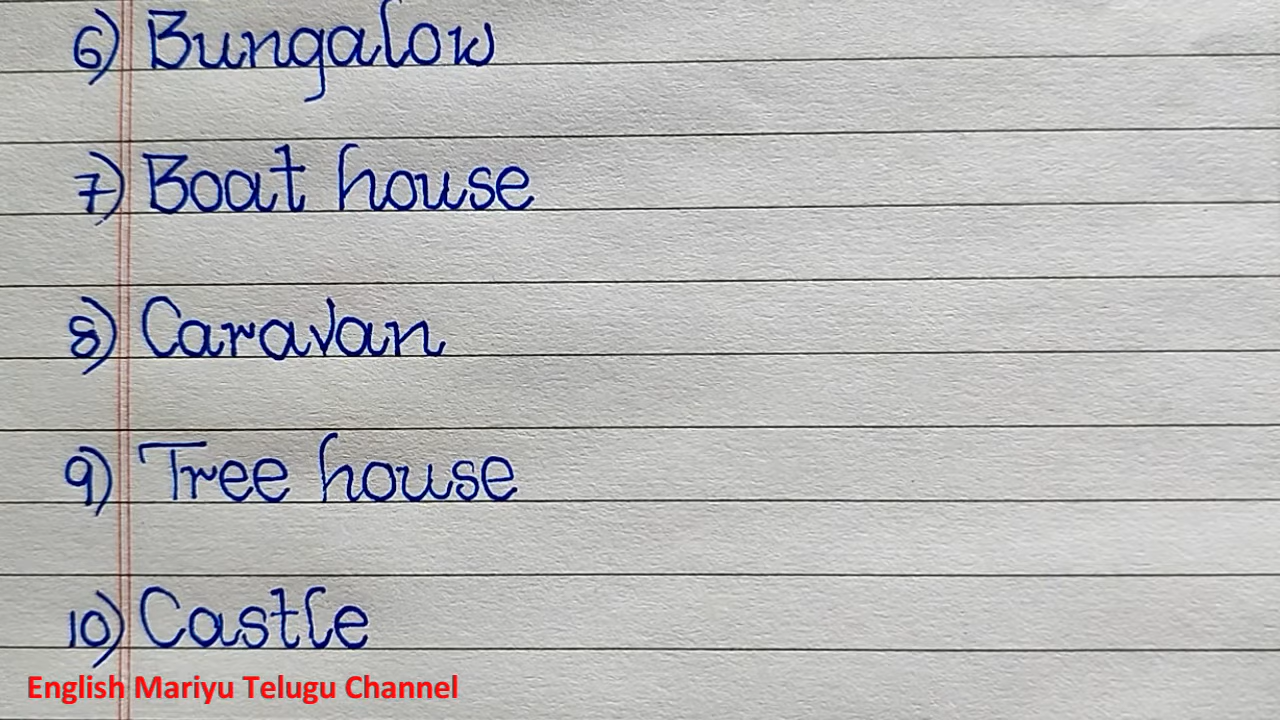 6) Bungalow
7) Boat house
8) Caravan
9) Tree house
10) Castle
English Mariyu Telugu Channel